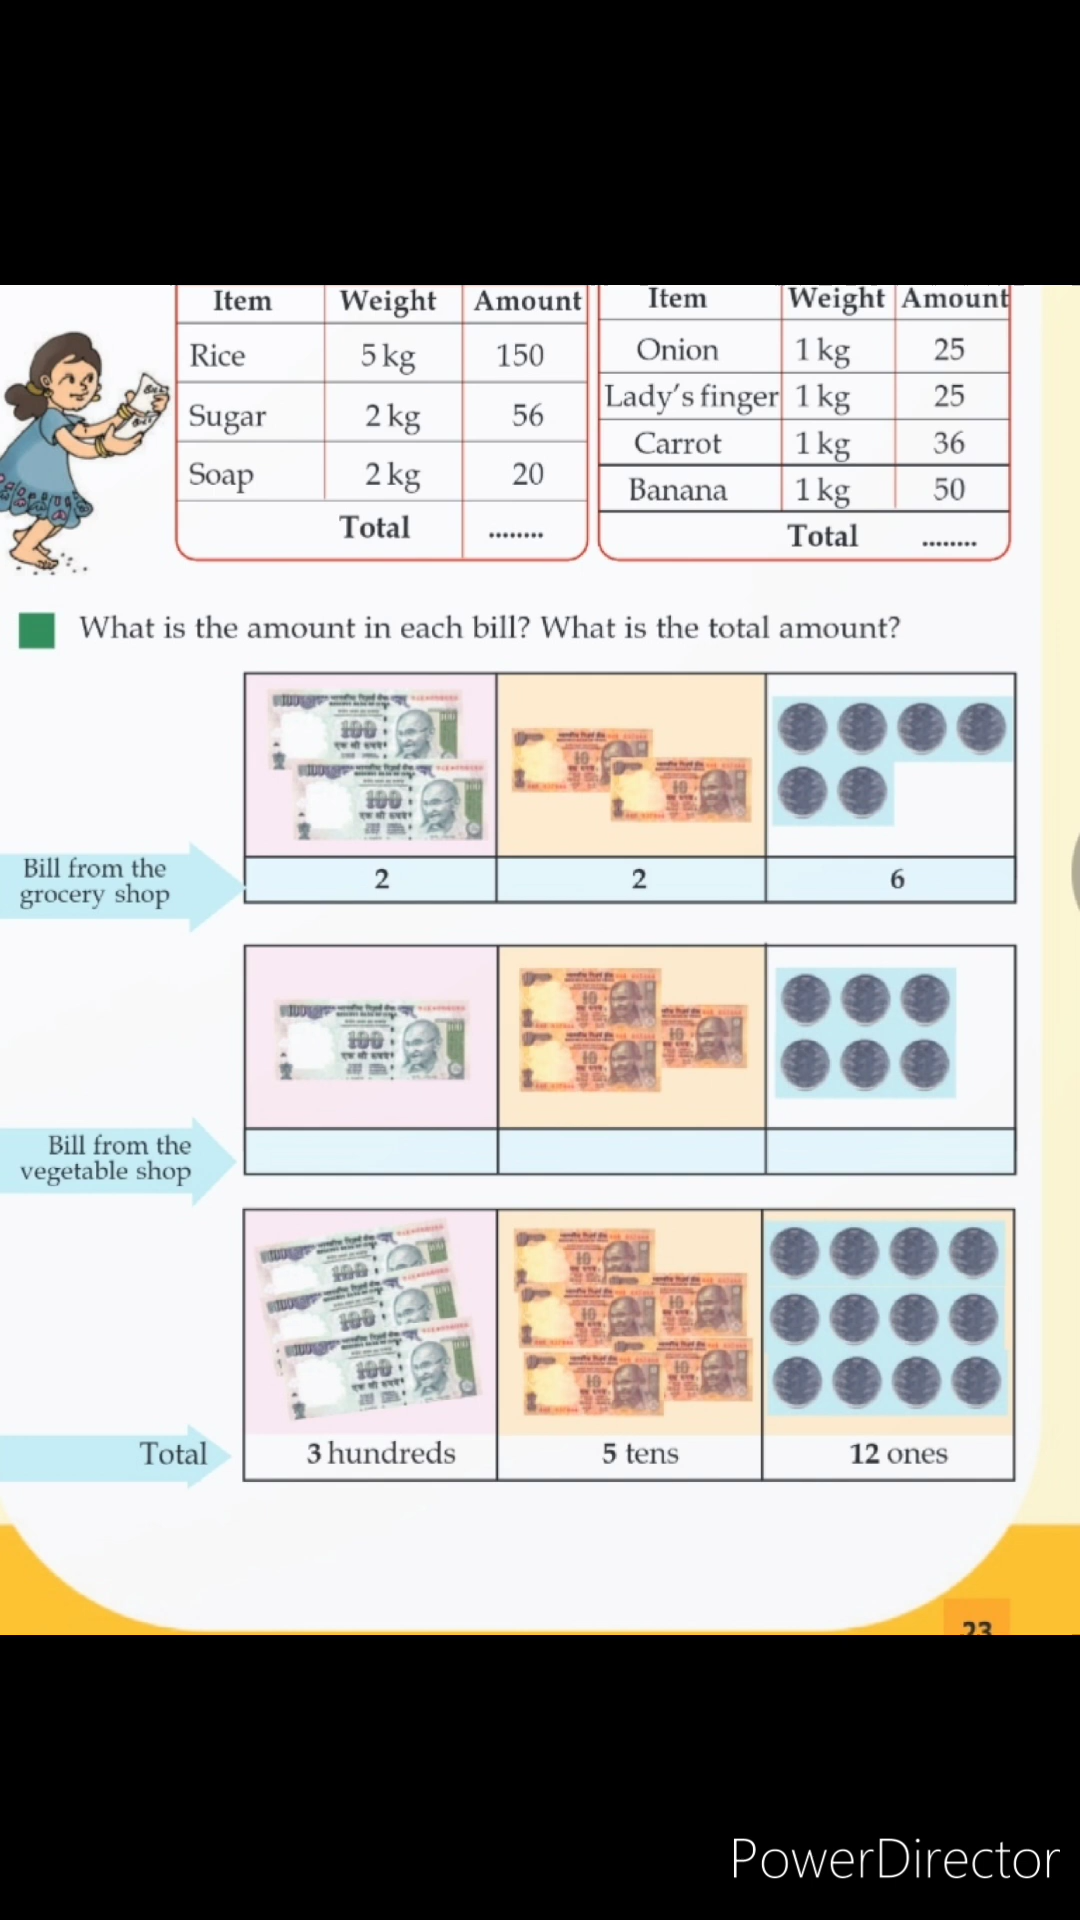 Item Weight Amount
Rice 5 kg 150
Sugar 2 kg 56
Soap 2 kg 20
Total ........
Item Weight Amount
Onion 1 kg 25
Lady's finger 1 kg 25
Carrot 1 kg 36
Banana 1 kg 50
Total ........
What is the amount in each bill? What is the total amount?
Bill from the
grocery shop
2 2 6
Bill from the
vegetable shop
Total
3 hundreds 5 tens 12 ones
23
PowerDirector